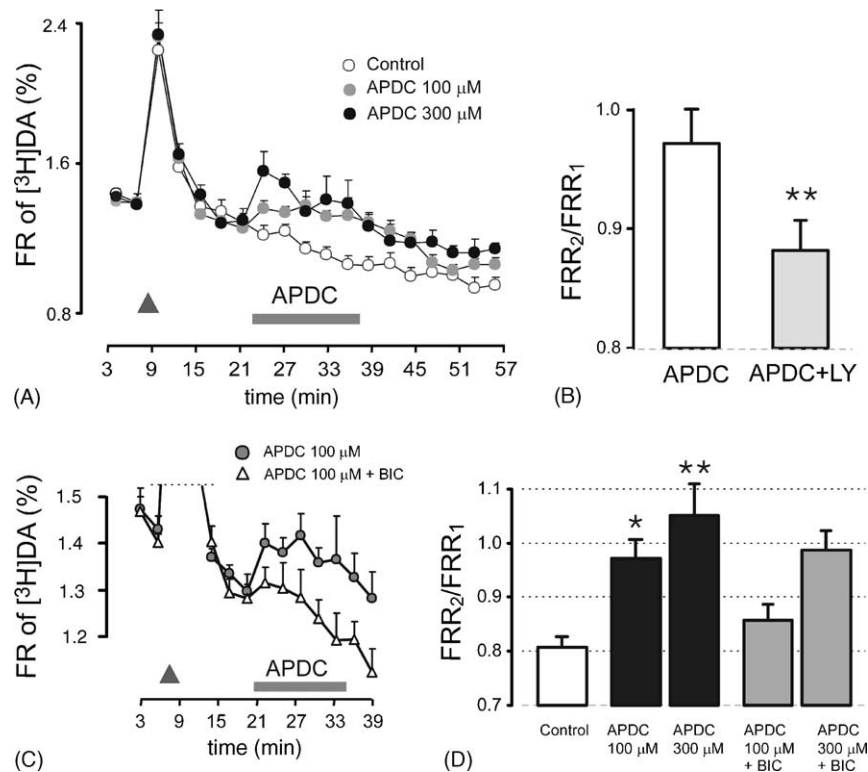 2.4
1.6
0.8
FR of [³H]DA (%)
Control
APDC 100 μM
APDC 300 μM
APDC
3 9 15 21 27 33 39 45 51 57
time (min)
(A)
1.0
0.9
0.8
FRR₂/FRR₁
**
APDC APDC+LY
(B)
APDC 100 μM
APDC 100 μM + BIC
1.5
1.4
1.3
1.2
FR of [³H]DA (%)
APDC
3 9 15 21 27 33 39
time (min)
(C)
1.1
1.0
0.9
0.8
0.7
FRR₂/FRR₁
*
**
Control
APDC
100 μM
APDC
300 μM
APDC
100 μM
+ BIC
APDC
300 μM
+ BIC
(D)